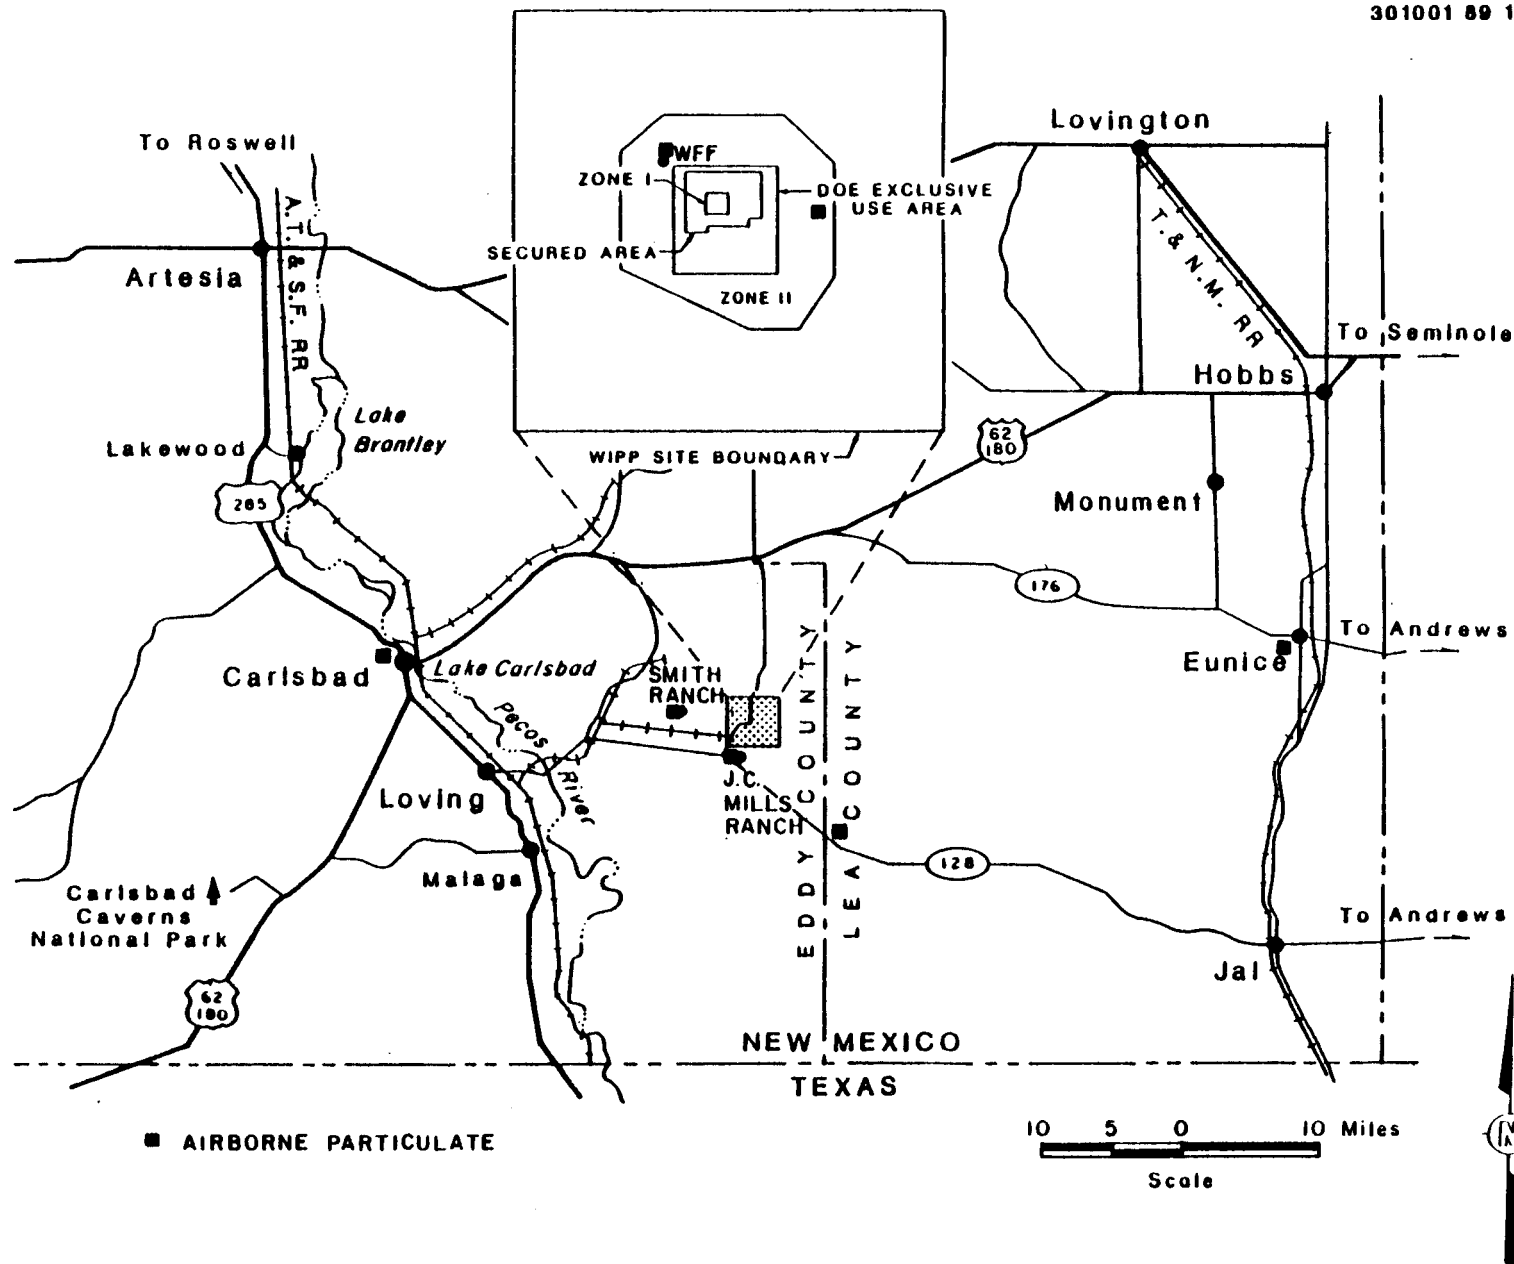 301001 89 1
Lovington
To Roswell
WFF
ZONE I
DOE EXCLUSIVE
USE AREA
A.T. & S.F. RR
T. & N.M. RR
SECURED AREA
Artesia
ZONE II
To Seminole
Hobbs
Lake
Brantley
Lakewood
62
180
WIPP SITE BOUNDARY
285
Monument
176
To Andrews
Eunice
Carlsbad
Lake Carlsbad
SMITH
RANCH
Pecos
River
EDDY COUNTY
LEA COUNTY
Loving
J.C.
MILLS
RANCH
128
Malaga
Carlsbad
Caverns
National Park
To Andrews
Jal
62
180
NEW MEXICO
TEXAS
AIRBORNE PARTICULATE
10 5 0 10 Miles
Scale